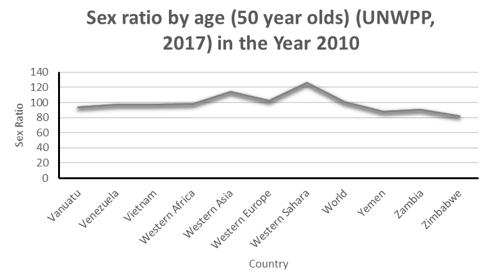 Sex ratio by age (50 year olds) (UNWPP,
2017) in the Year 2010
Sex Ratio
140
120
100
80
60
40
20
0
Vanuatu
Venezuela
Vietnam
Western Africa
Western Asia
Western Europe
Western Sahara
World
Yemen
Zambia
Zimbabwe
Country